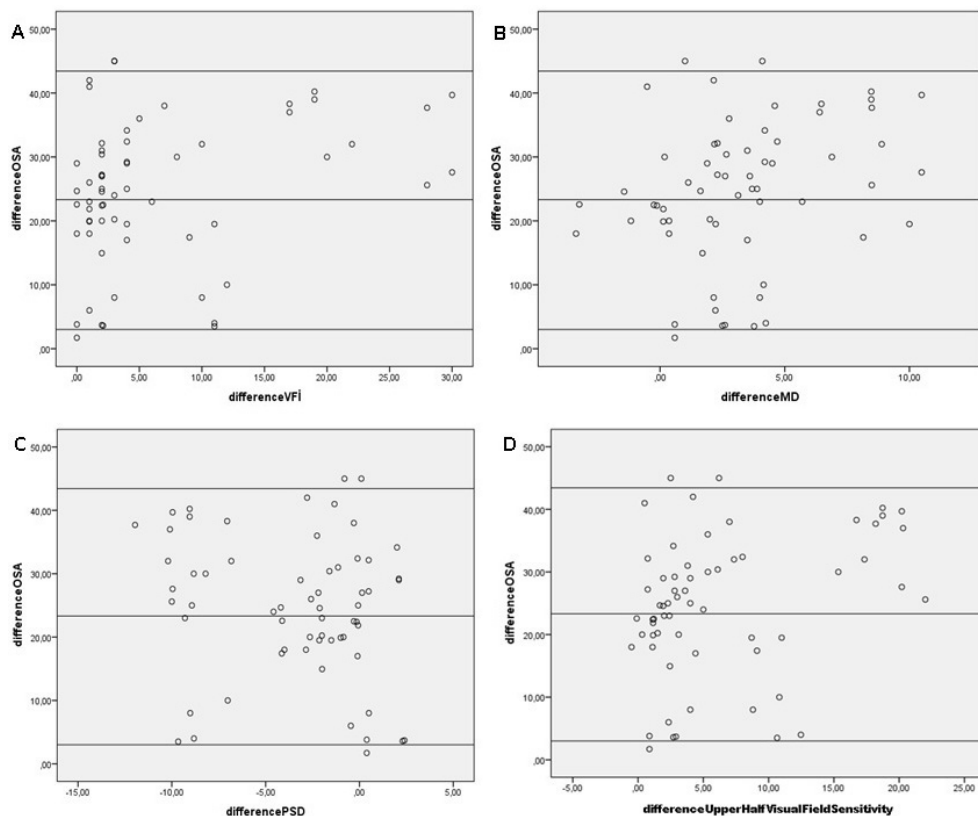 A
50,00
40,00
30,00
20,00
10,00
,00
differenceOSA
,00 5,00 10,00 15,00 20,00 25,00 30,00
differenceVFİ
B
50,00
40,00
30,00
20,00
10,00
,00
differenceOSA
,00 5,00 10,00
differenceMD
C
50,00
40,00
30,00
20,00
10,00
,00
differenceOSA
-15,00 -10,00 -5,00 ,00 5,00
differencePSD
D
50,00
40,00
30,00
20,00
10,00
,00
differenceOSA
-5,00 ,00 5,00 10,00 15,00 20,00 25,00
differenceUpperHalfVisualFieldSensitivity